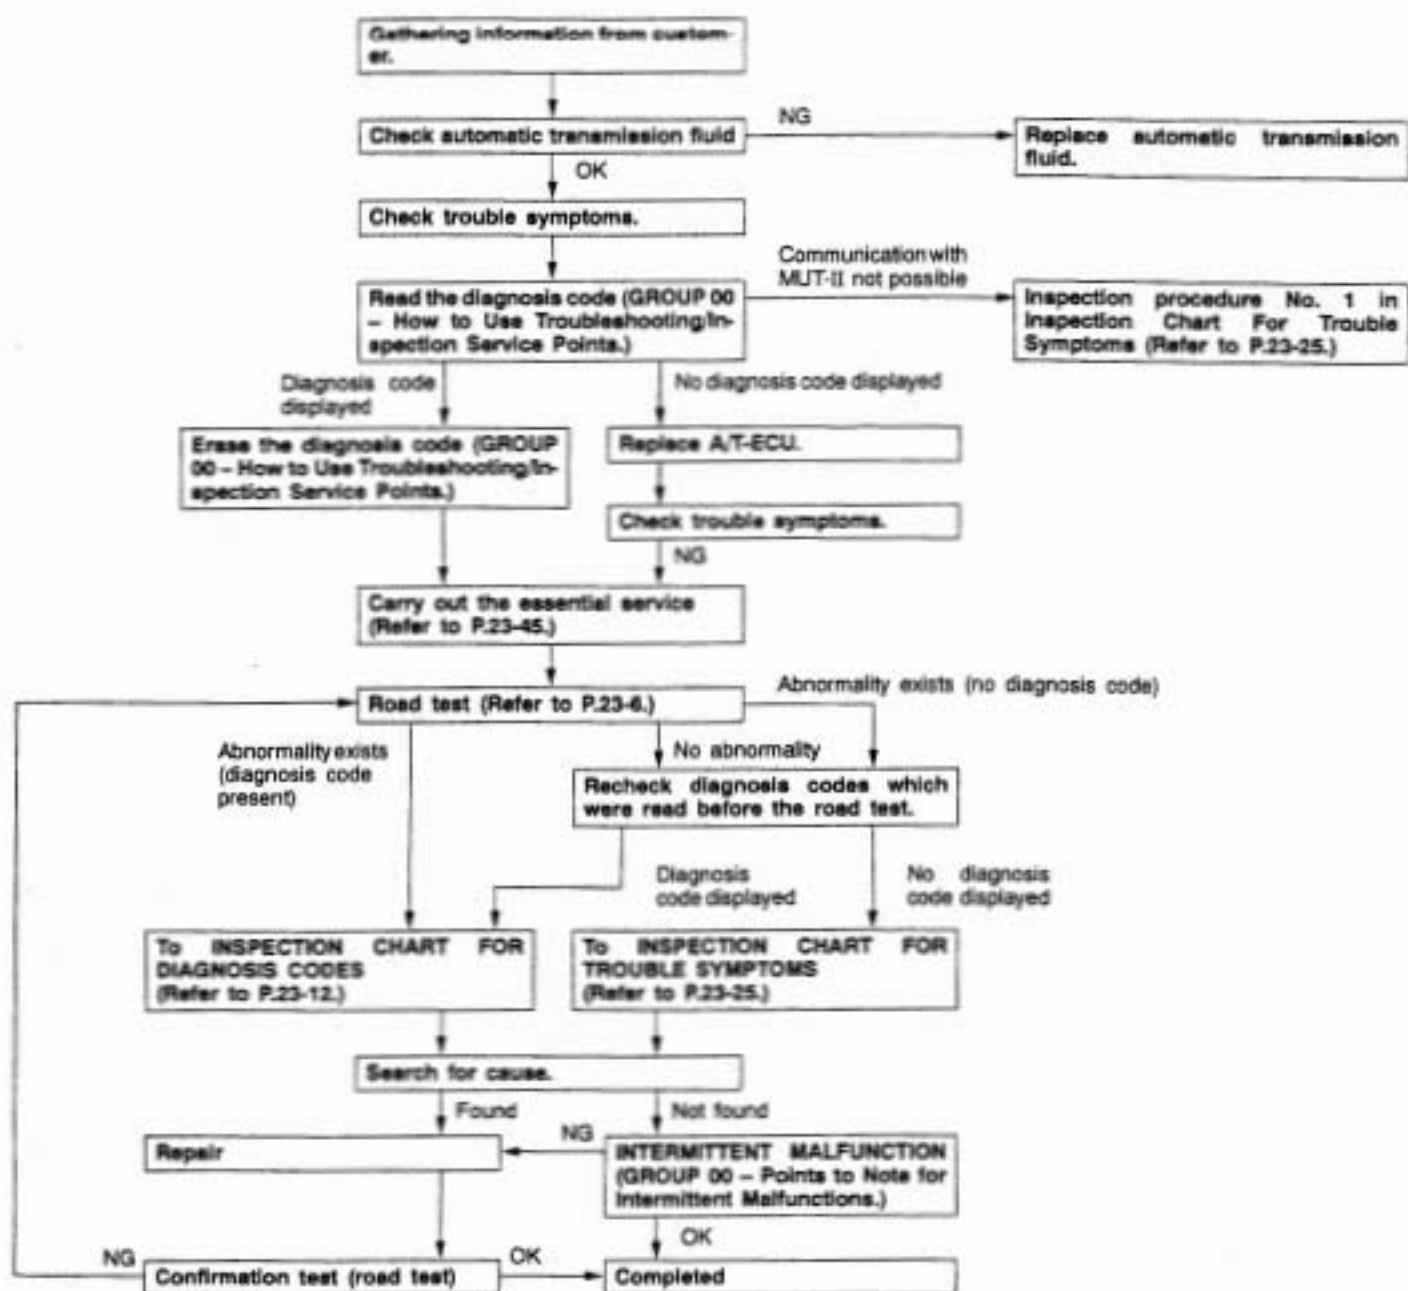 Gathering information from custom-
er.
Check automatic transmission fluid
NG
Replace automatic transmission
fluid.
OK
Check trouble symptoms.
Communication with
MUT-II not possible
Read the diagnosis code (GROUP 00
– How to Use Troubleshooting/In-
spection Service Points.)
Inspection procedure No. 1 in
Inspection Chart For Trouble
Symptoms (Refer to P.23-25.)
Diagnosis code
displayed
No diagnosis code displayed
Erase the diagnosis code (GROUP
00 – How to Use Troubleshooting/In-
spection Service Points.)
Replace A/T-ECU.
Check trouble symptoms.
NG
Carry out the essential service
(Refer to P.23-45.)
Road test (Refer to P.23-6.)
Abnormality exists (no diagnosis code)
Abnormality exists
(diagnosis code
present)
No abnormality
Recheck diagnosis codes which
were read before the road test.
Diagnosis
code displayed
No diagnosis
code displayed
To INSPECTION CHART FOR
DIAGNOSIS CODES
(Refer to P.23-12.)
To INSPECTION CHART FOR
TROUBLE SYMPTOMS
(Refer to P.23-25.)
Search for cause.
Found
Not found
Repair
NG
INTERMITTENT MALFUNCTION
(GROUP 00 – Points to Note for
Intermittent Malfunctions.)
OK
NG
Confirmation test (road test)
OK
Completed